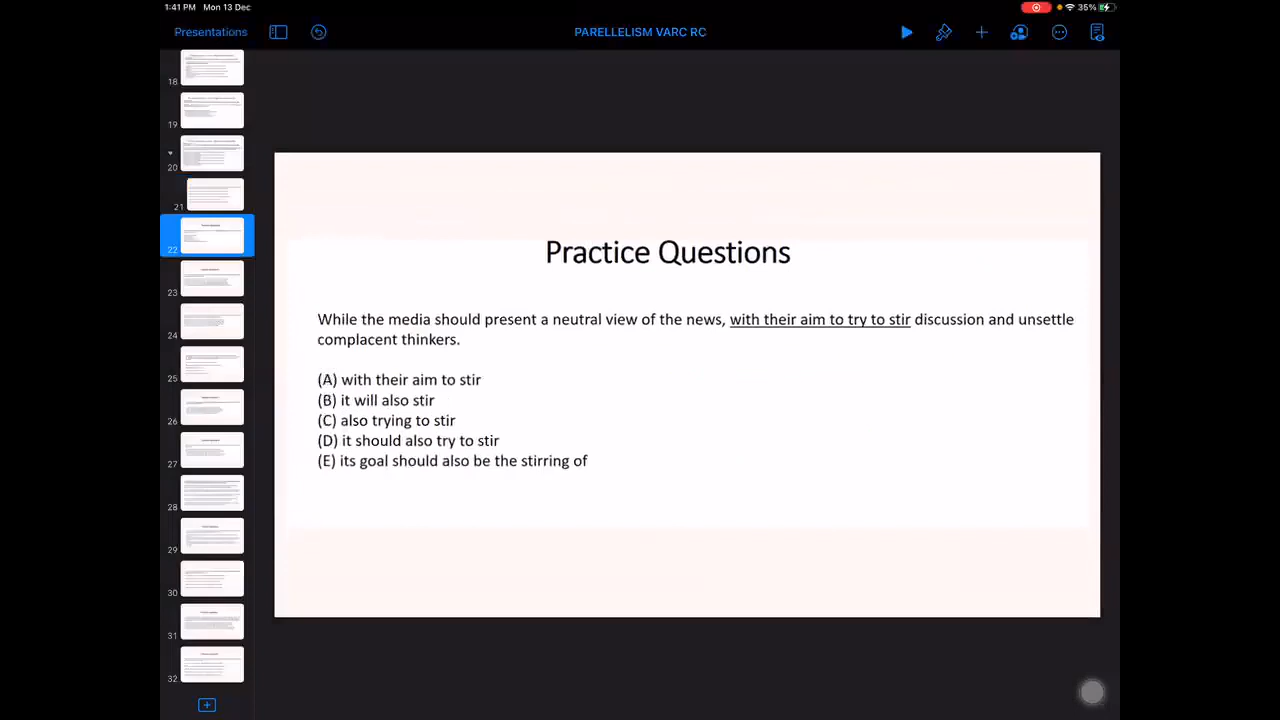 1:41 PM Mon 13 Dec
35%
Presentations
PARELLELISM VARC RC
18
19
20
21
22
23
24
25
26
27
28
29
30
31
32
Practice Questions
While the media should present a neutral view of the news, with their aim to try to stir discussion and unsettle
complacent thinkers.
(A) with their aim to stir
(B) it will also stir
(C) also trying to stir
(D) it should also try to stir
(E) its goal should also be the stirring of